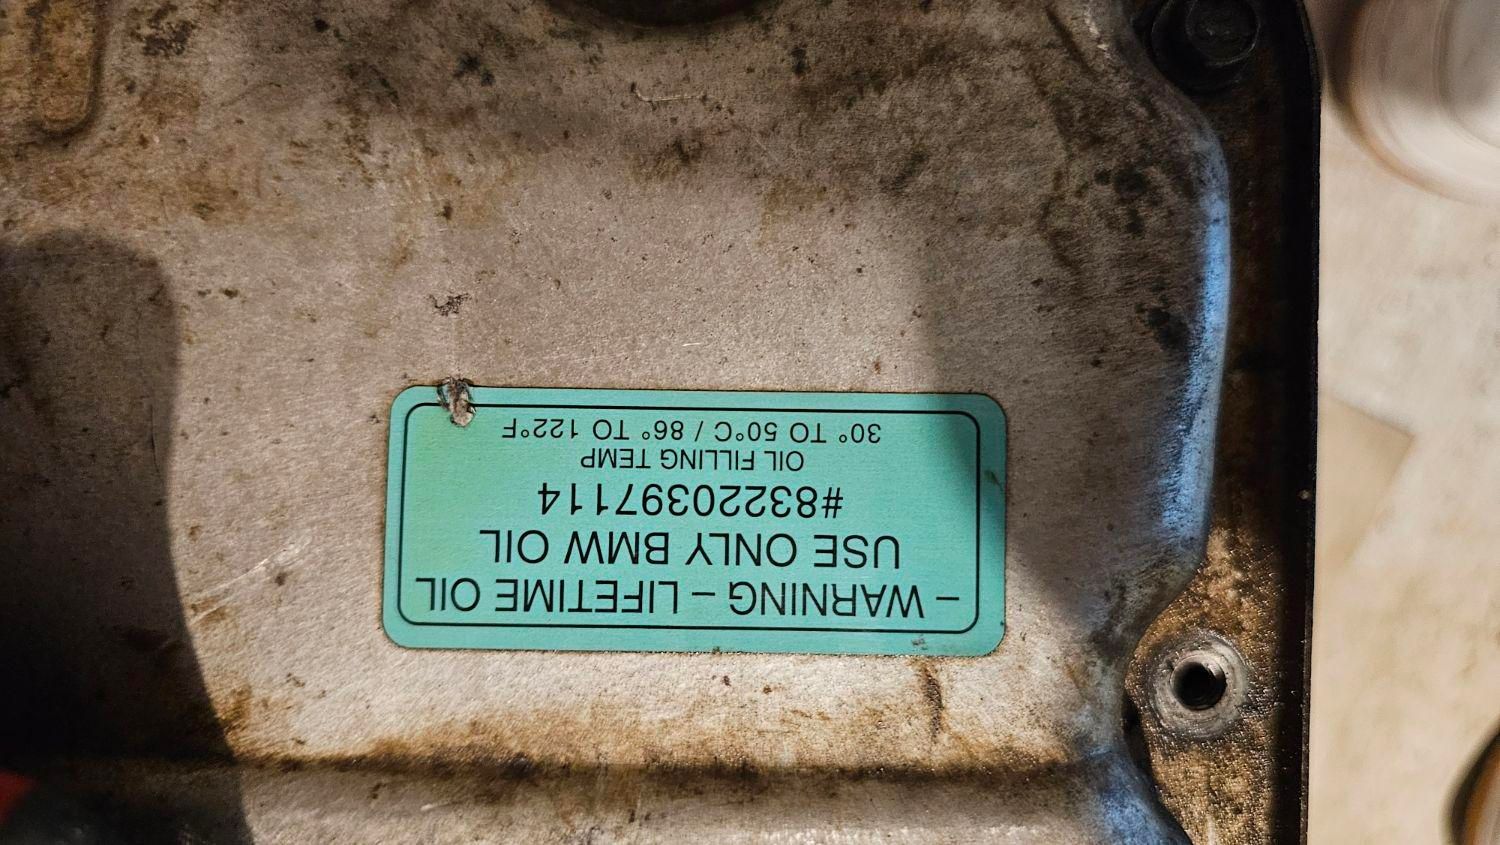 – WARNING – LIFETIME OIL
USE ONLY BMW OIL
#83220397114
OIL FILLING TEMP
30° TO 50°C / 86° TO 122°F